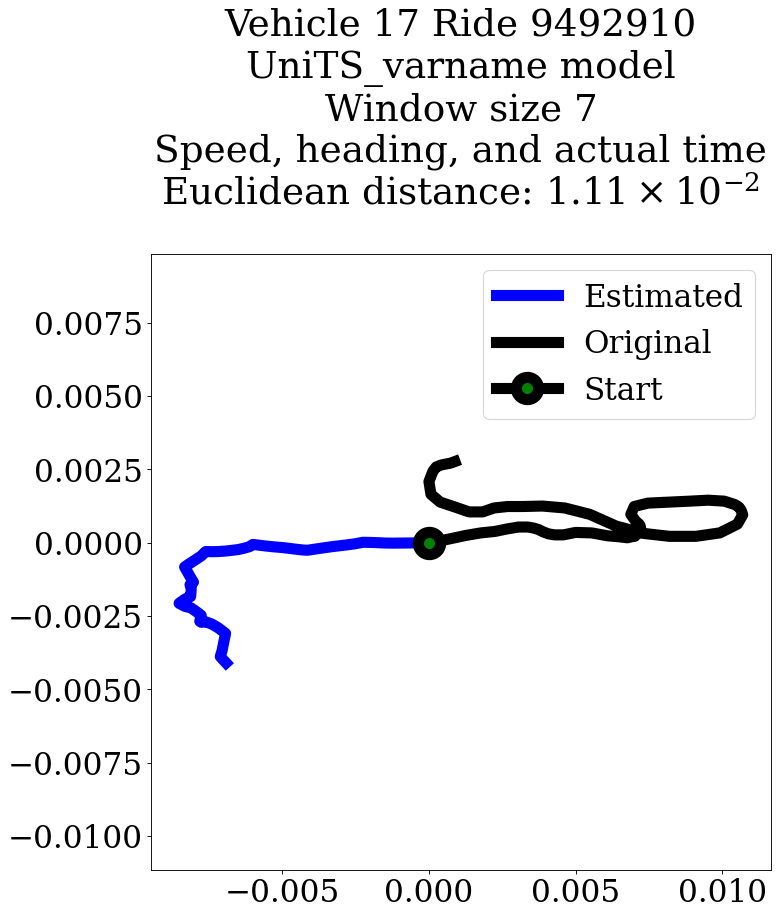 Vehicle 17 Ride 9492910
UniTS_varname model
Window size 7
Speed, heading, and actual time
Euclidean distance: 1.11 × 10⁻²
Estimated
Original
Start
0.0075
0.0050
0.0025
0.0000
−0.0025
−0.0050
−0.0075
−0.0100
−0.005 0.000 0.005 0.010